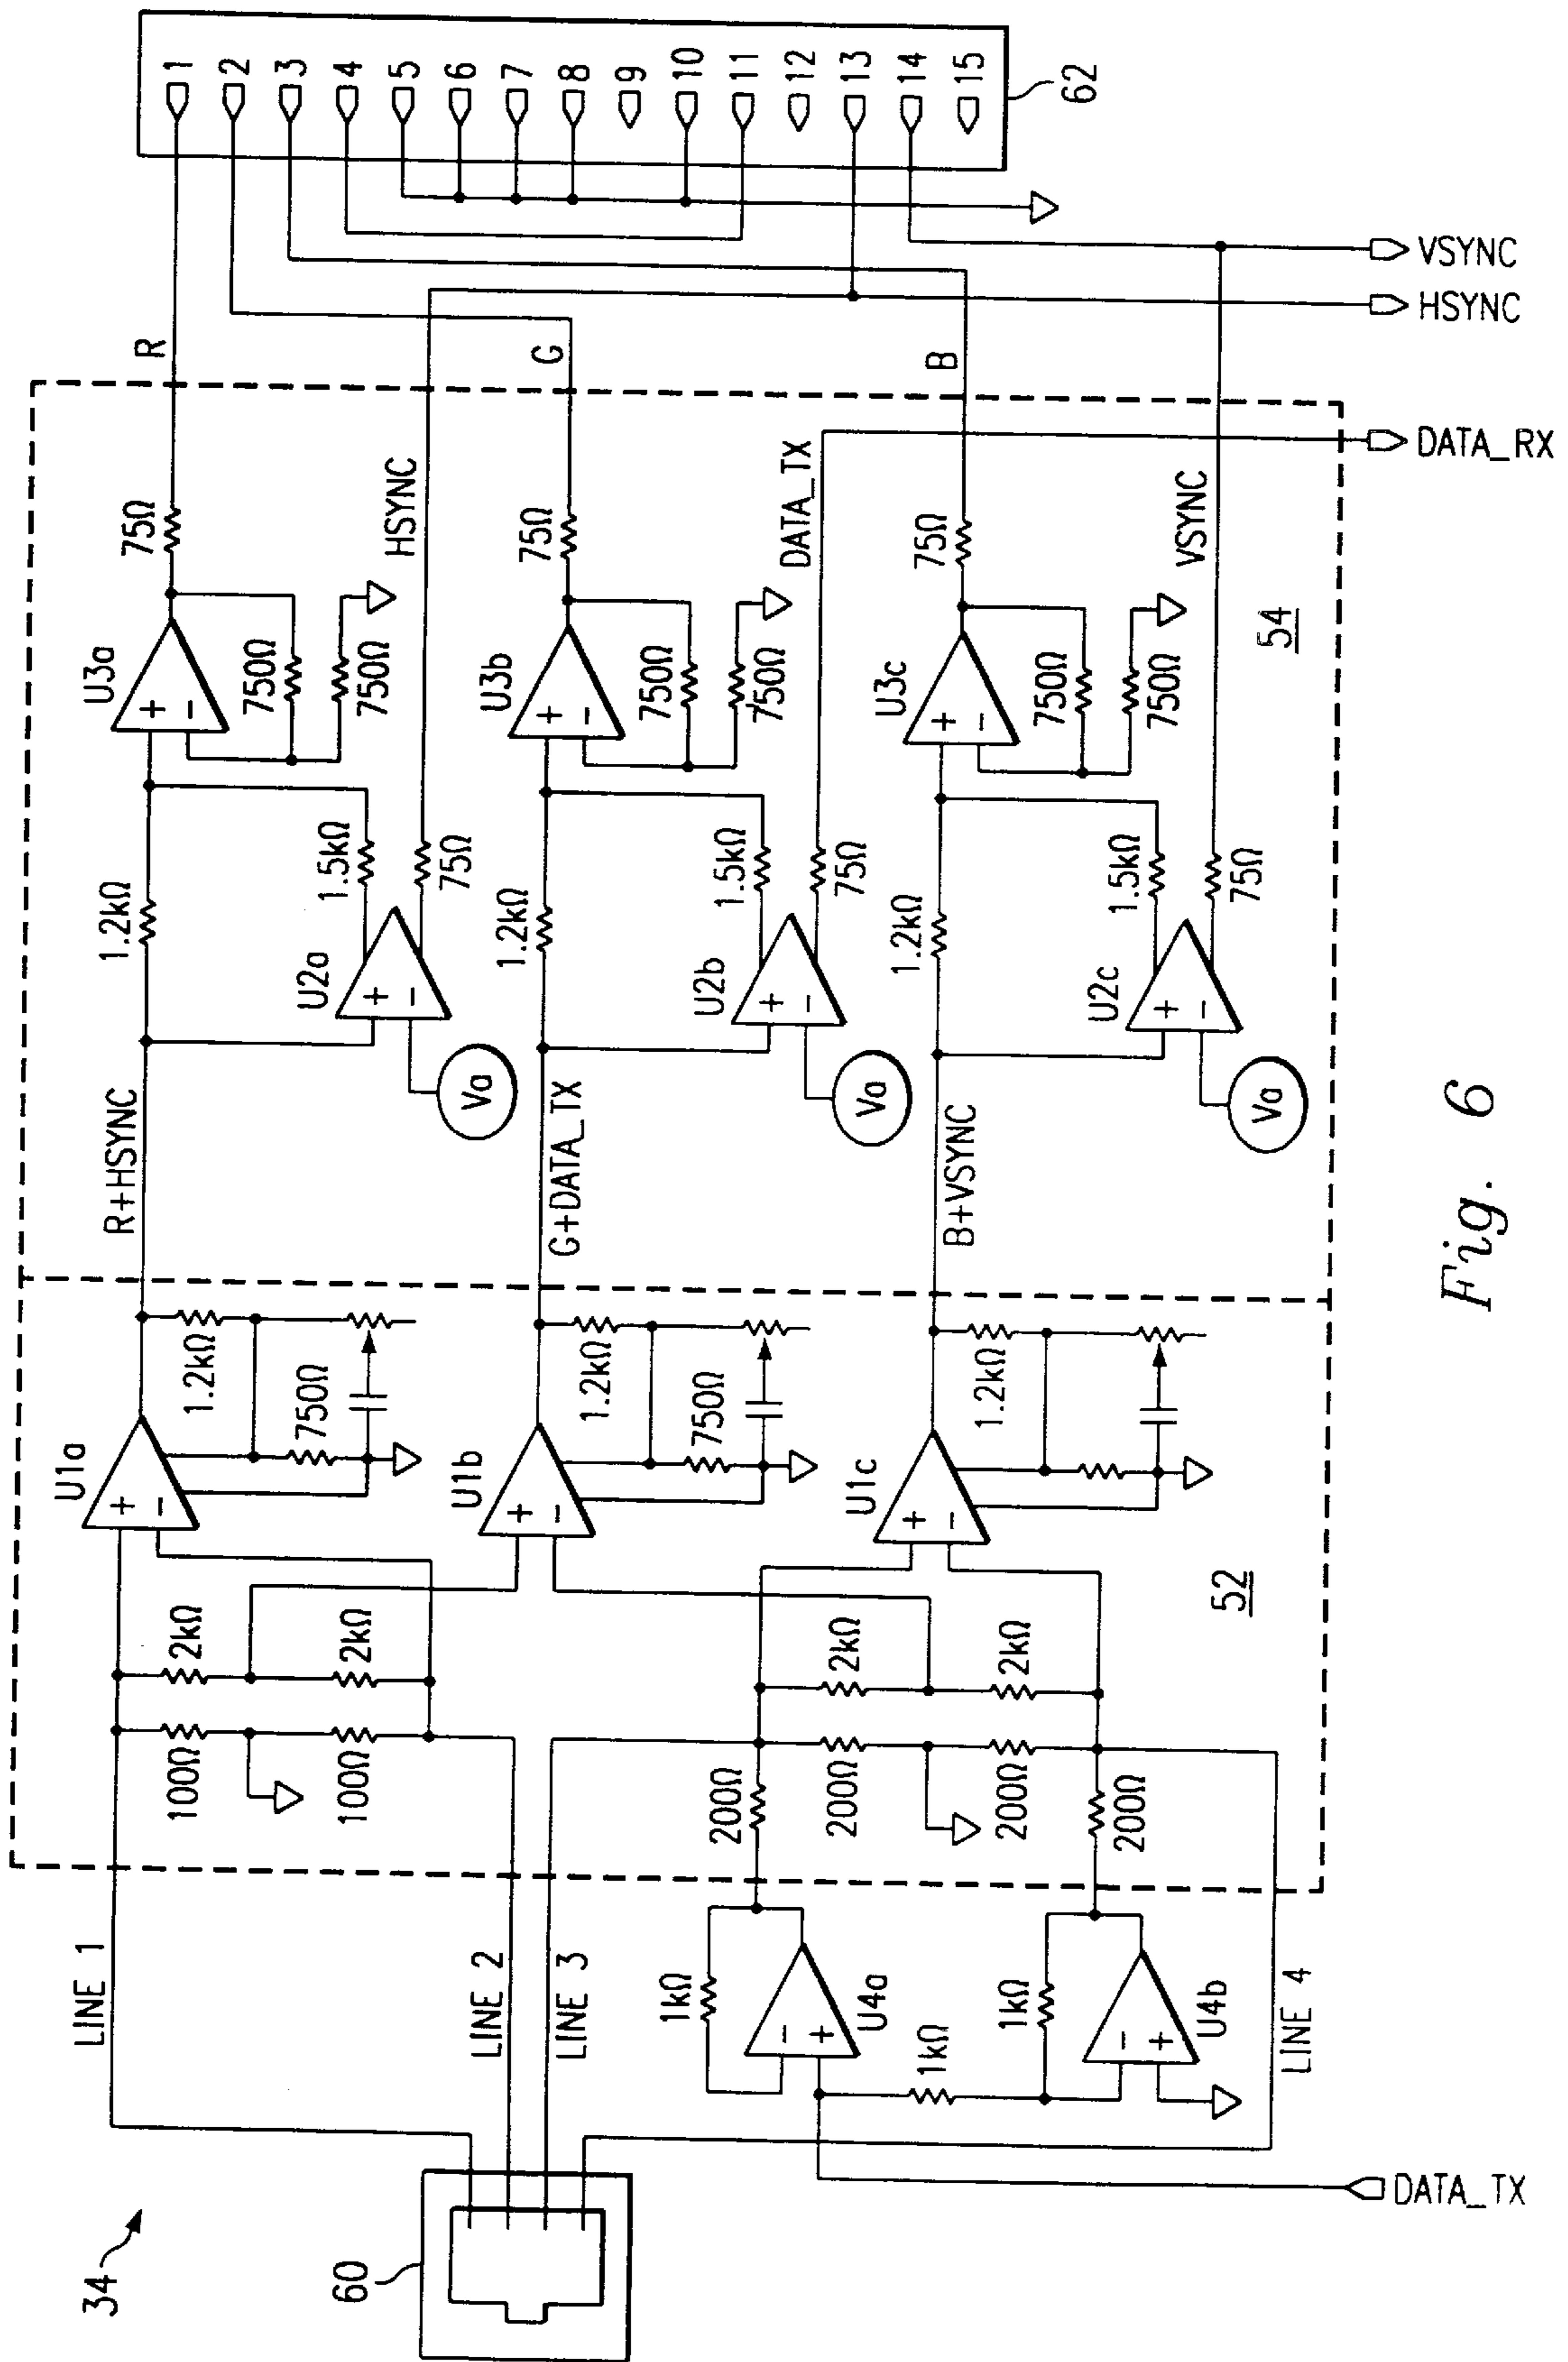 34
60
LINE 1
LINE 2
LINE 3
LINE 4
DATA_TX
100Ω
100Ω
2kΩ
2kΩ
U1a
+
−
1.2kΩ
750Ω
R+HSYNC
1.2kΩ
U2a
+
−
Va
1.5kΩ
75Ω
HSYNC
U3a
+
−
750Ω
750Ω
75Ω
R
U1b
+
−
1.2kΩ
750Ω
G+DATA_TX
1.2kΩ
U2b
+
−
Va
1.5kΩ
75Ω
DATA_TX
U3b
+
−
750Ω
750Ω
75Ω
G
1kΩ
−
+
U4a
1kΩ
1kΩ
−
+
U4b
200Ω
200Ω
200Ω
200Ω
2kΩ
2kΩ
52
U1c
+
−
1.2kΩ
B+VSYNC
1.2kΩ
U2c
+
−
Va
1.5kΩ
75Ω
VSYNC
U3c
+
−
750Ω
750Ω
75Ω
B
54
1
2
3
4
5
6
7
8
9
10
11
12
13
14
15
62
VSYNC
HSYNC
DATA_RX
Fig. 6